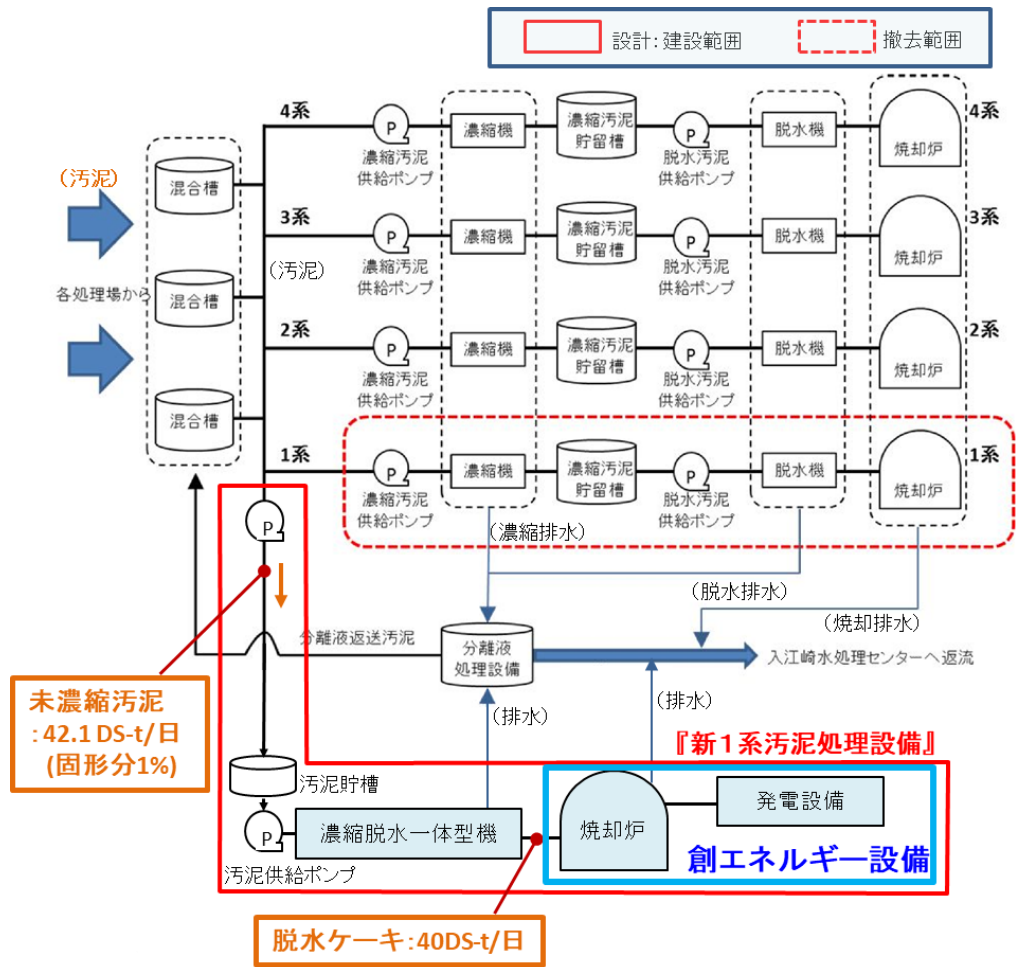 設計:建設範囲
撤去範囲
4系
P
濃縮汚泥
供給ポンプ
濃縮機
濃縮汚泥
貯留槽
P
脱水汚泥
供給ポンプ
脱水機
焼却炉
4系
(汚泥)
混合槽
3系
(汚泥)
P
濃縮汚泥
供給ポンプ
濃縮機
濃縮汚泥
貯留槽
P
脱水汚泥
供給ポンプ
脱水機
焼却炉
3系
各処理場から
混合槽
2系
P
濃縮汚泥
供給ポンプ
濃縮機
濃縮汚泥
貯留槽
P
脱水汚泥
供給ポンプ
脱水機
焼却炉
2系
混合槽
1系
P
濃縮汚泥
供給ポンプ
濃縮機
濃縮汚泥
貯留槽
P
脱水汚泥
供給ポンプ
脱水機
焼却炉
1系
P
(濃縮排水)
(脱水排水)
(焼却排水)
分離液返送汚泥
分離液
処理設備
入江崎水処理センターへ返流
未濃縮汚泥
:42.1 DS-t/日
(固形分1%)
(排水)
(排水)
『新1系汚泥処理設備』
汚泥貯槽
P
汚泥供給ポンプ
濃縮脱水一体型機
焼却炉
発電設備
創エネルギー設備
脱水ケーキ:40DS-t/日